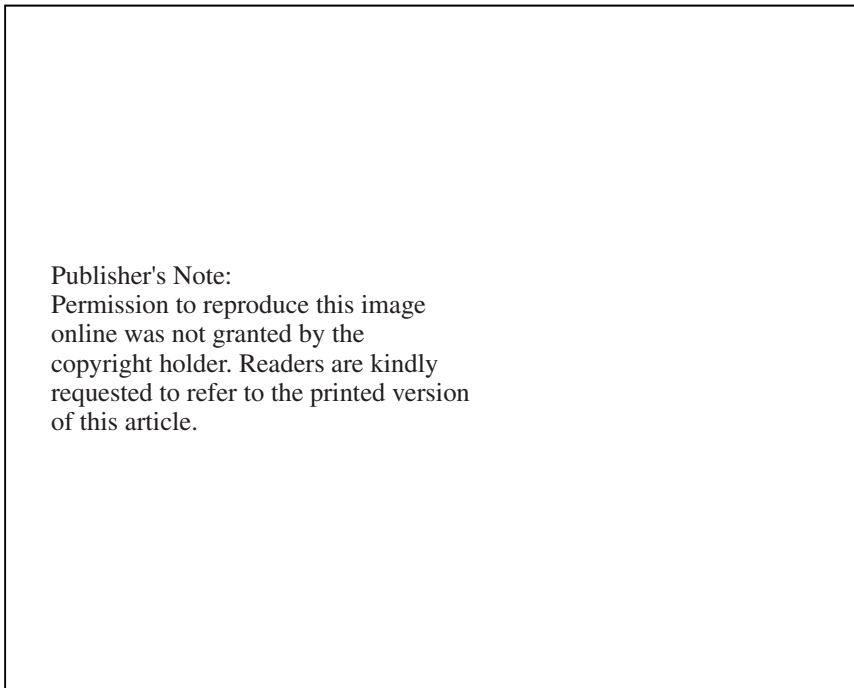 Publisher's Note:
Permission to reproduce this image
online was not granted by the
copyright holder. Readers are kindly
requested to refer to the printed version
of this article.